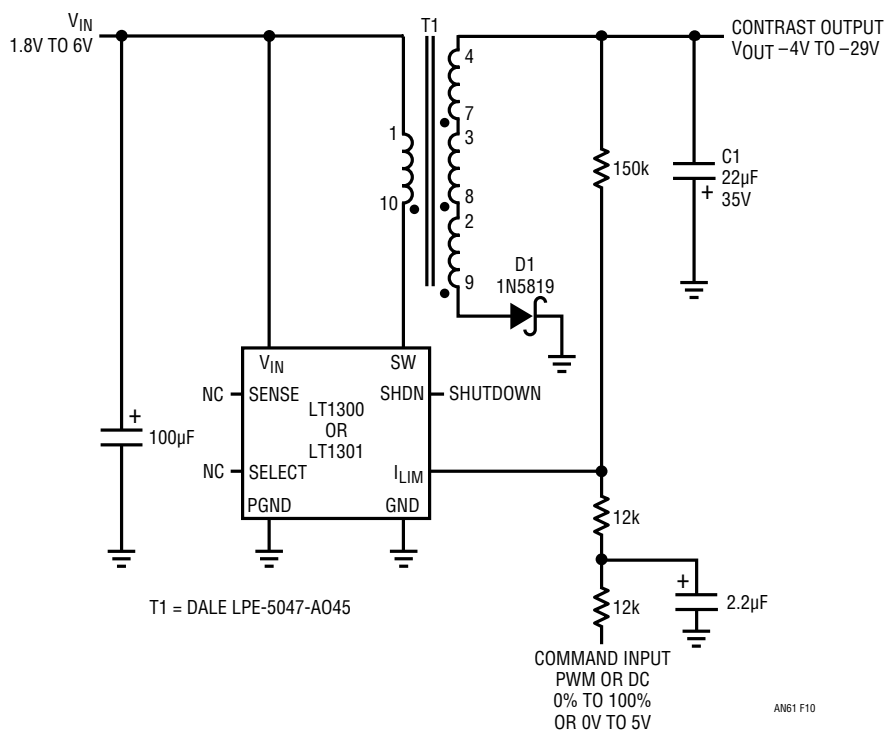 VIN
1.8V TO 6V
T1
CONTRAST OUTPUT
VOUT –4V TO –29V
4
7
1
3
10
8
2
9
150k
C1
22µF
+
35V
D1
1N5819
VIN
SW
NC
SENSE
SHDN
SHUTDOWN
LT1300
OR
LT1301
+
100µF
NC
SELECT
ILIM
PGND
GND
12k
+
12k
2.2µF
T1 = DALE LPE-5047-AO45
COMMAND INPUT
PWM OR DC
0% TO 100%
OR 0V TO 5V
AN61 F10